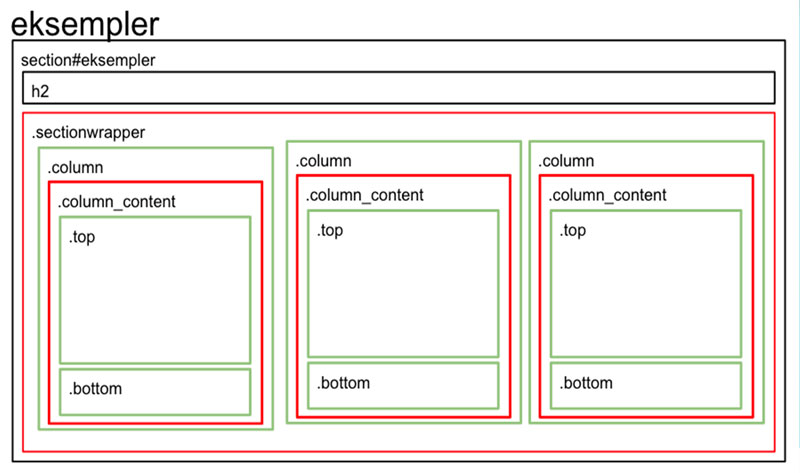 eksempler
section#eksempler
h2
.sectionwrapper
.column
.column_content
.top
.bottom
.column
.column_content
.top
.bottom
.column
.column_content
.top
.bottom